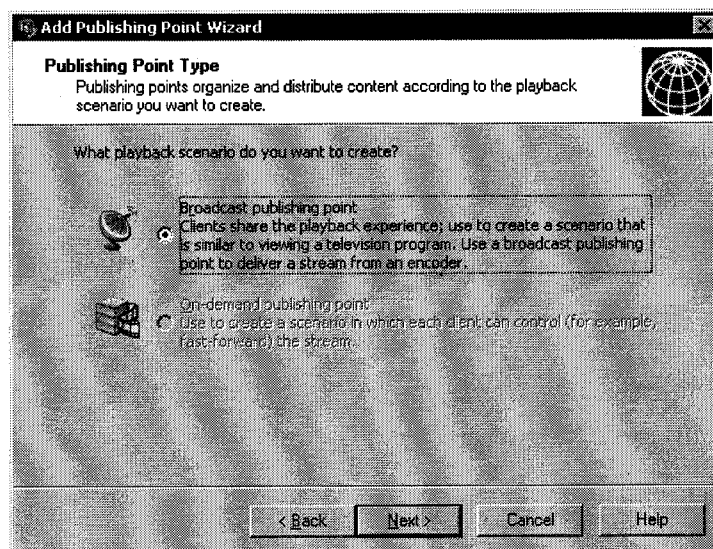 Add Publishing Point Wizard
Publishing Point Type
Publishing points organize and distribute content according to the playback
scenario you want to create.
What playback scenario do you want to create?
Broadcast publishing point
Clients share the playback experience; use to create a scenario that
is similar to viewing a television program. Use a broadcast publishing
point to deliver a stream from an encoder.
On-demand publishing point
Use to create a scenario in which each client can control (for example,
fast-forward) the stream.
< Back
Next >
Cancel
Help